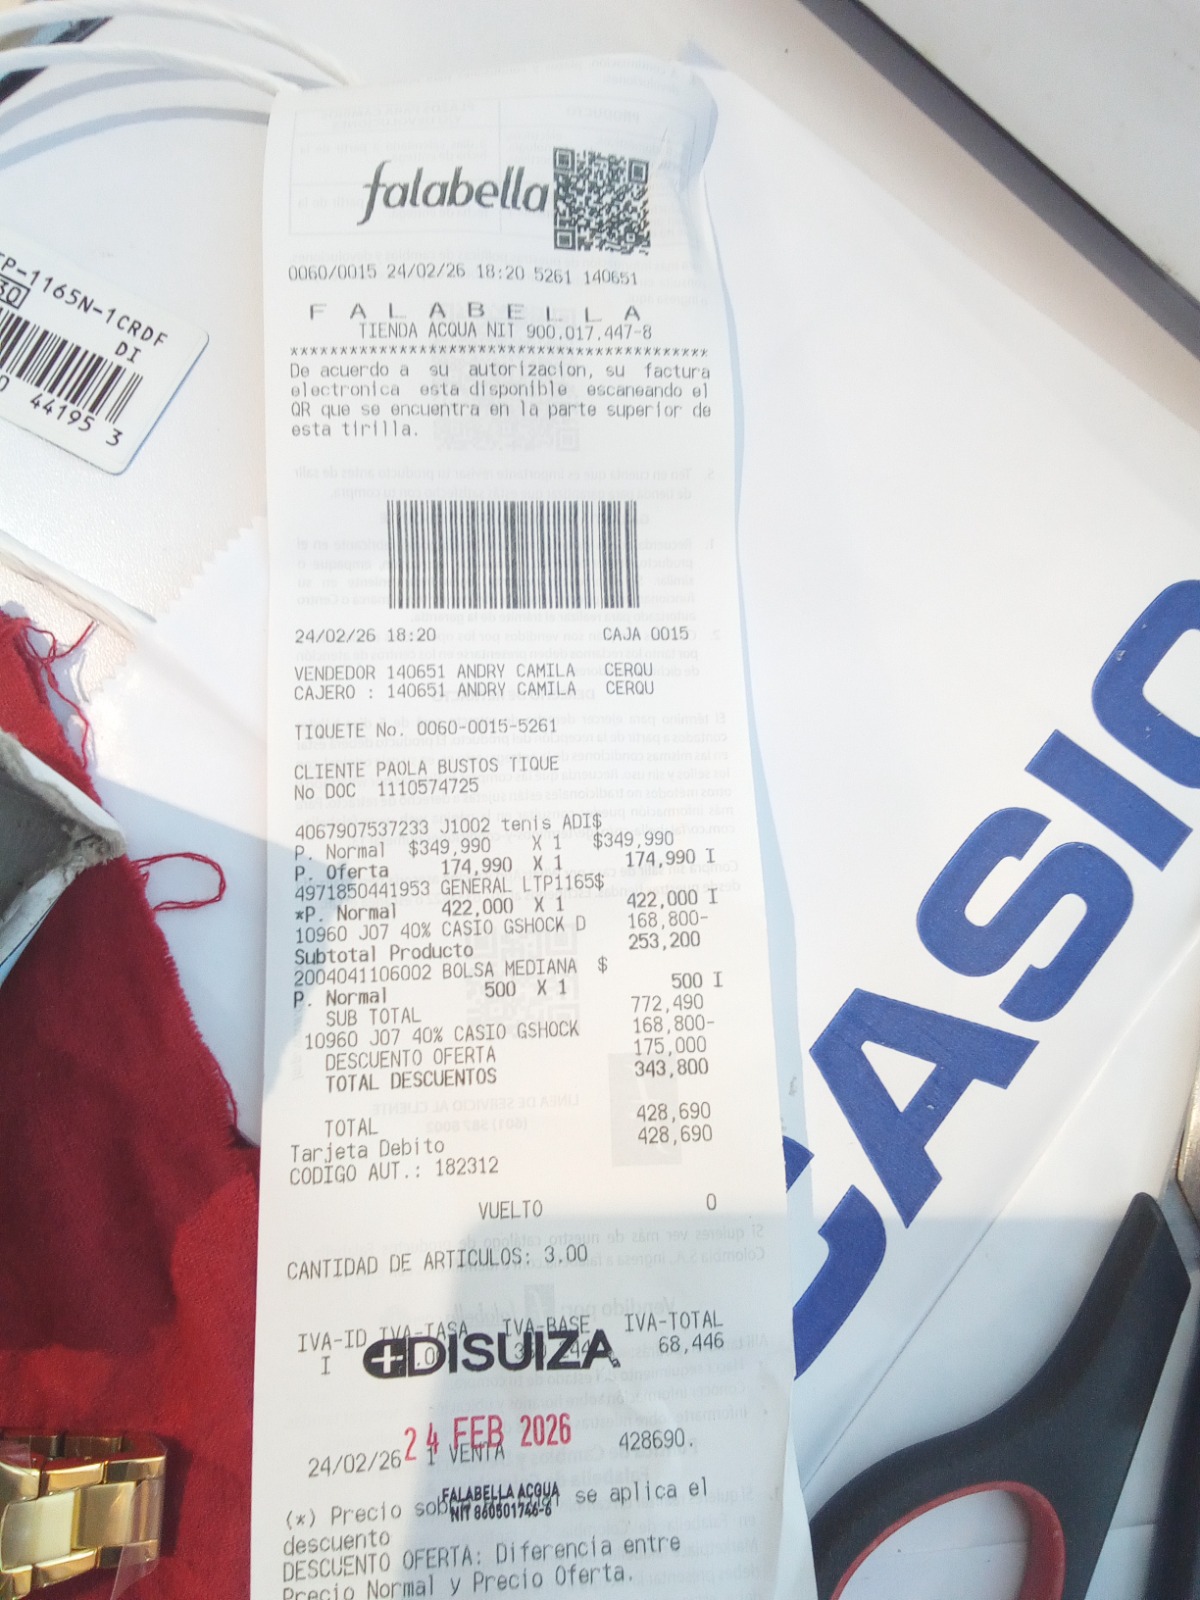 falabella
0060/0015 24/02/26 18:20 5261 140651
F A L A B E L L A
TIENDA ACQUA NIT 900.017.447-8
******************************************
De acuerdo a su autorizacion, su factura
electronica esta disponible escaneando el
QR que se encuentra en la parte superior de
esta tirilla.
24/02/26 18:20 CAJA 0015
VENDEDOR 140651 ANDRY CAMILA CERQU
CAJERO : 140651 ANDRY CAMILA CERQU
TIQUETE No. 0060-0015-5261
CLIENTE PAOLA BUSTOS TIQUE
No DOC 1110574725
4067907537233 J1002 tenis ADI$
P. Normal $349,990 X 1 $349,990
P. Oferta 174,990 X 1 174,990 I
4971850441953 GENERAL LTP1165$
*P. Normal 422,000 X 1 422,000 I
10960 J07 40% CASIO GSHOCK D 168,800-
Subtotal Producto 253,200
2004041106002 BOLSA MEDIANA $
P. Normal 500 X 1 500 I
SUB TOTAL 772,490
10960 J07 40% CASIO GSHOCK 168,800-
DESCUENTO OFERTA 175,000
TOTAL DESCUENTOS 343,800
TOTAL 428,690
Tarjeta Debito 428,690
CODIGO AUT.: 182312
VUELTO 0
CANTIDAD DE ARTICULOS: 3.00
IVA-ID IVA-TASA IVA-BASE IVA-TOTAL
I 68,446
DISUIZA
24 FEB 2026
24/02/26 1 VENTA 428690.
FALABELLA ACQUA
NIT 860501746-6
(*) Precio se aplica el
descuento
DESCUENTO OFERTA: Diferencia entre
Precio Normal y Precio Oferta.
P-1165N-1CRDF
DI
44195 3
CASIO